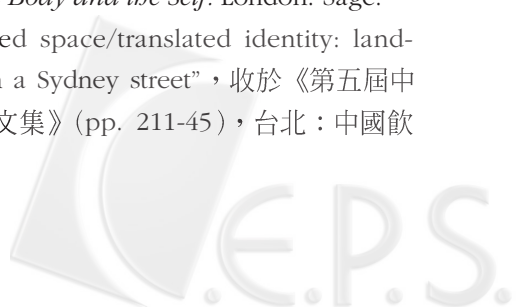 Body and the Self. London: Sage.
ed space/translated identity: land-
a Sydney street”，收於《第五屆中
文集》(pp. 211-45)，台北：中國飲
C.E.P.S.